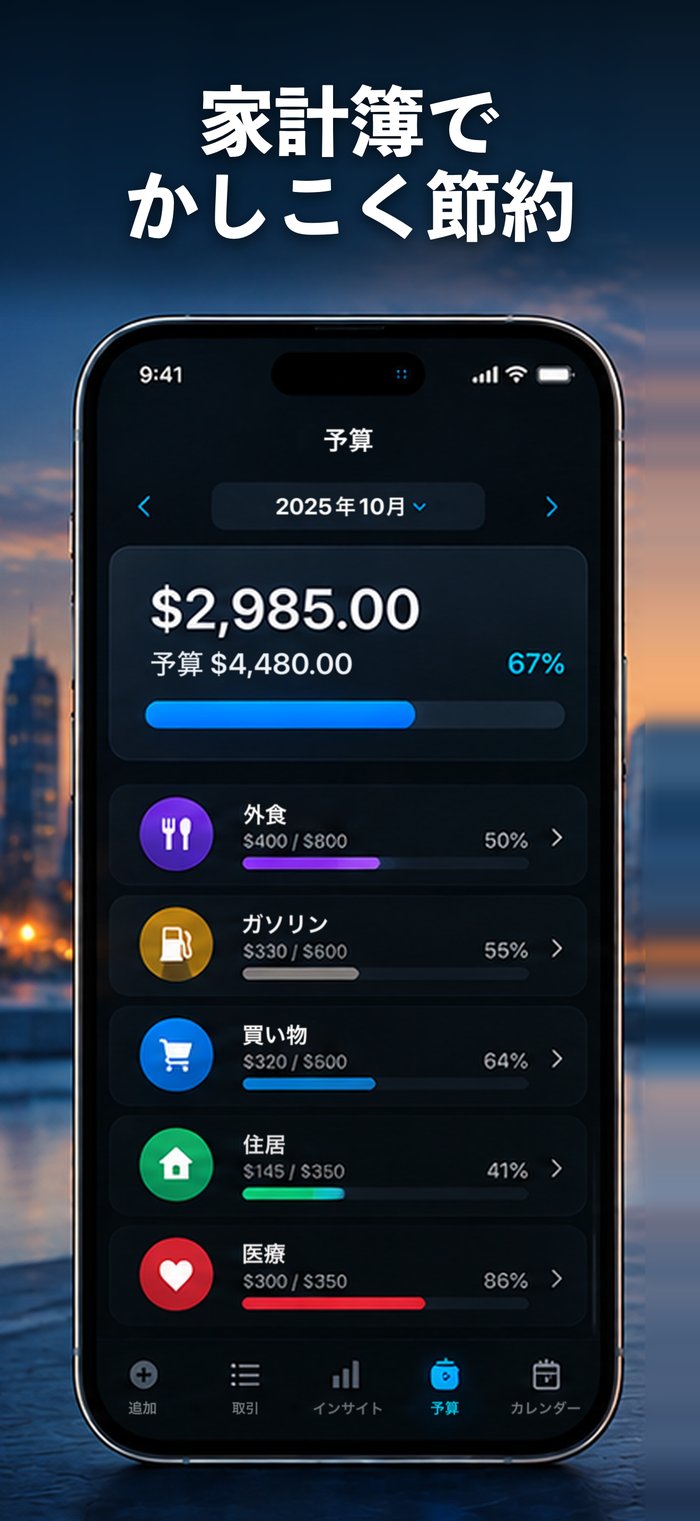 家計簿で
かしこく節約
9:41
予算
2025年10月
$2,985.00
予算 $4,480.00
67%
外食
$400 / $800
50%
ガソリン
$330 / $600
55%
買い物
$320 / $600
64%
住居
$145 / $350
41%
医療
$300 / $350
86%
追加
取引
インサイト
予算
カレンダー